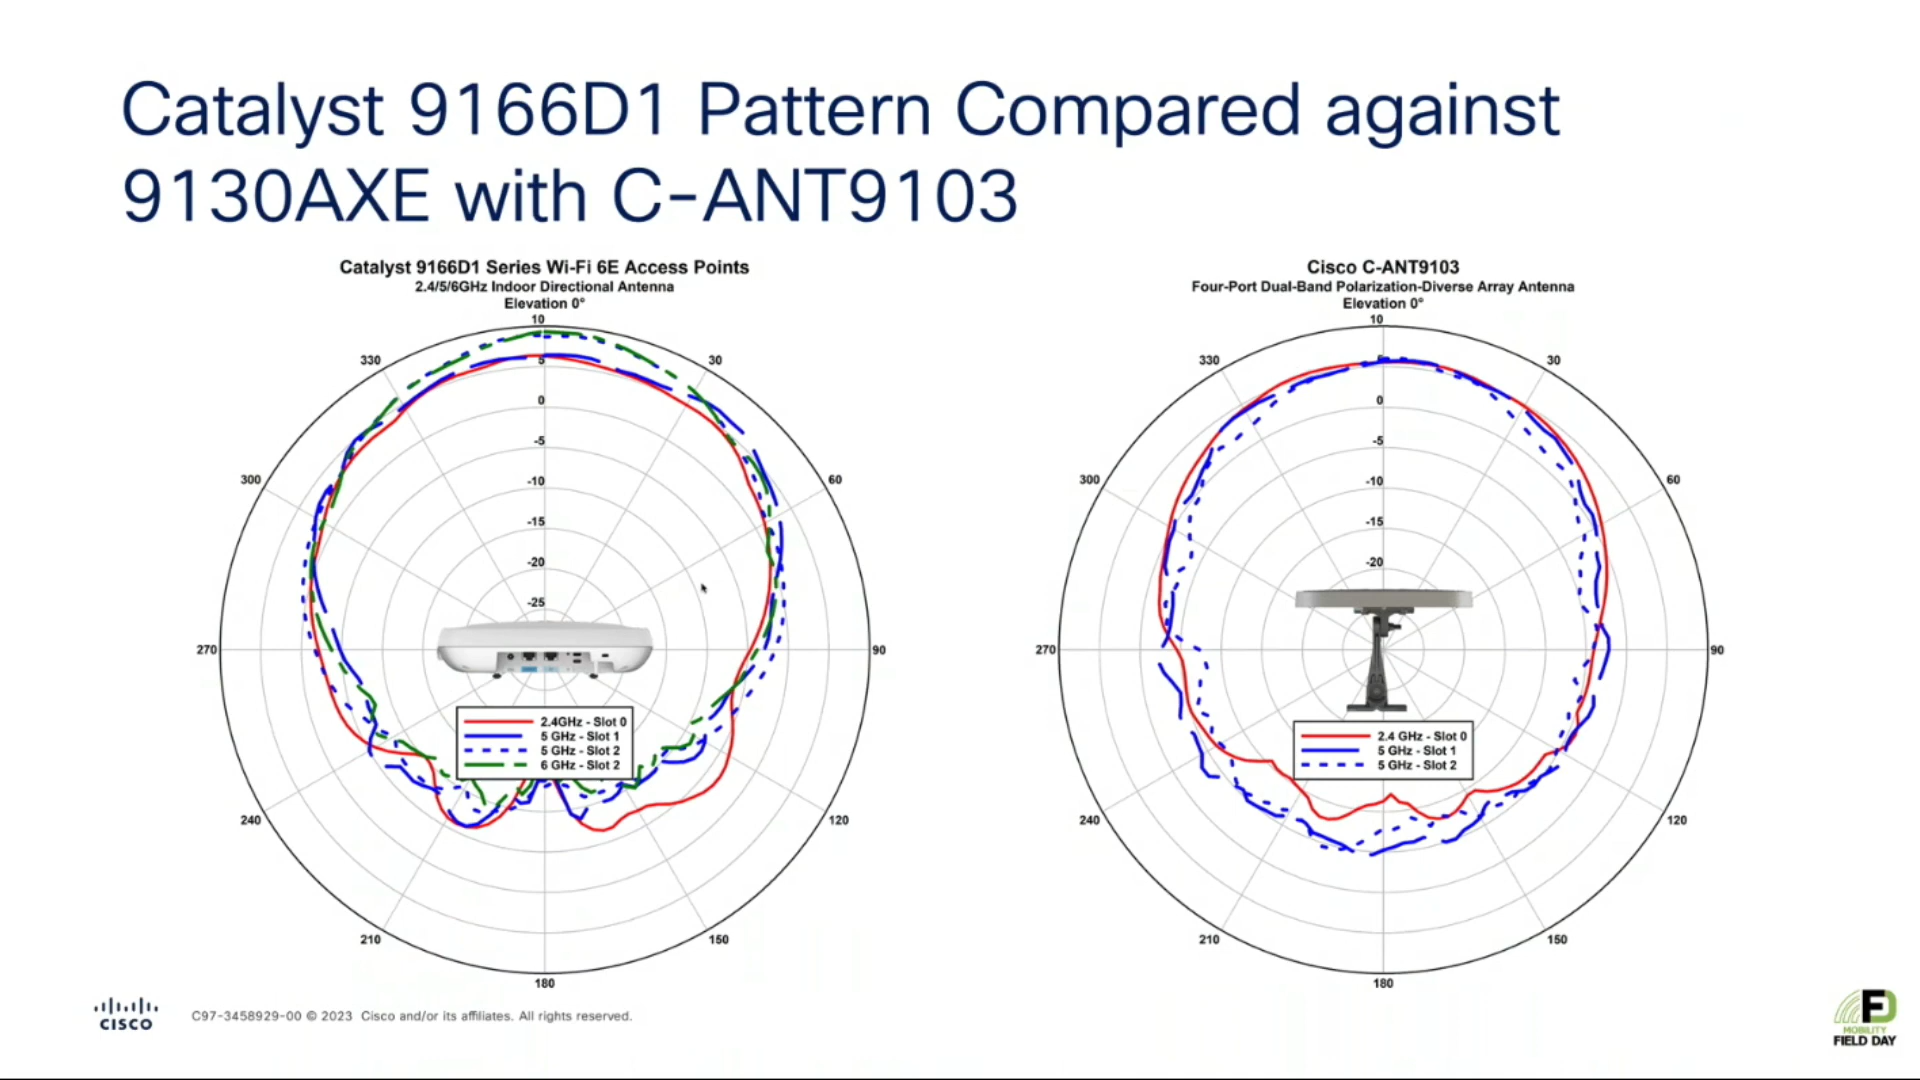 Catalyst 9166D1 Pattern Compared against
9130AXE with C-ANT9103
Catalyst 9166D1 Series Wi-Fi 6E Access Points
2.4/5/6GHz Indoor Directional Antenna
Elevation 0°
10
330
5
30
0
-5
300
-10
60
-15
-20
-25
270
90
2.4GHz - Slot 0
5 GHz - Slot 1
5 GHz - Slot 2
6 GHz - Slot 2
240
120
210
150
180
Cisco C-ANT9103
Four-Port Dual-Band Polarization-Diverse Array Antenna
Elevation 0°
10
330
5
30
0
-5
300
-10
60
-15
-20
270
90
2.4 GHz - Slot 0
5 GHz - Slot 1
5 GHz - Slot 2
240
120
210
150
180
CISCO
C97-3458929-00 © 2023 Cisco and/or its affiliates. All rights reserved.
FD
MOBILITY
FIELD DAY